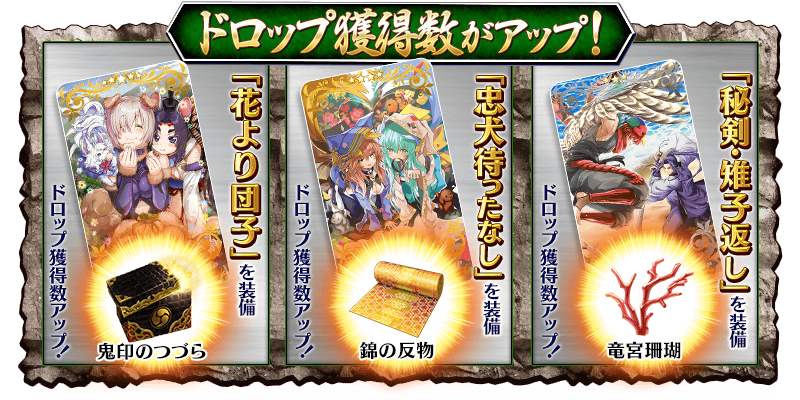 ドロップ獲得数がアップ!
「花より団子」を装備
ドロップ獲得数アップ!
鬼印のつづら
「忠犬待ったなし」を装備
ドロップ獲得数アップ!
錦の反物
「秘剣・雉子返し」を装備
ドロップ獲得数アップ!
竜宮珊瑚